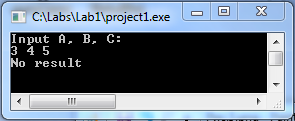 C:\Labs\Lab1\project1.exe
Input A, B, C:
3 4 5
No result